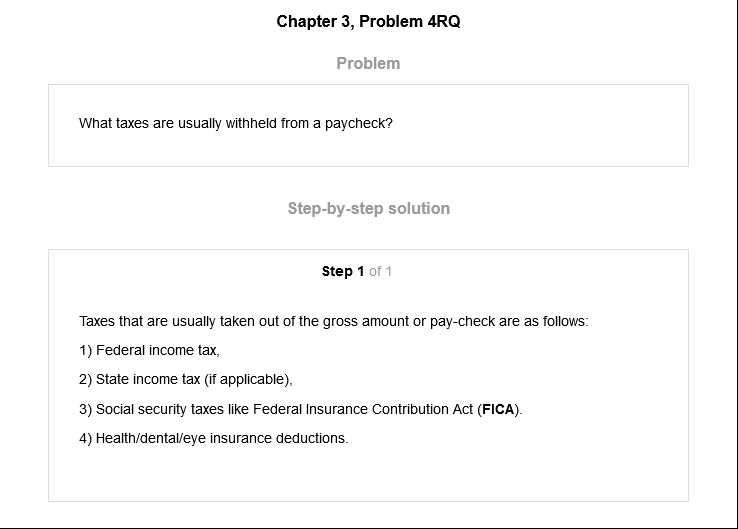 Chapter 3, Problem 4RQ
Problem
What taxes are usually withheld from a paycheck?
Step-by-step solution
Step 1 of 1
Taxes that are usually taken out of the gross amount or pay-check are as follows:
1) Federal income tax,
2) State income tax (if applicable),
3) Social security taxes like Federal Insurance Contribution Act (FICA).
4) Health/dental/eye insurance deductions.